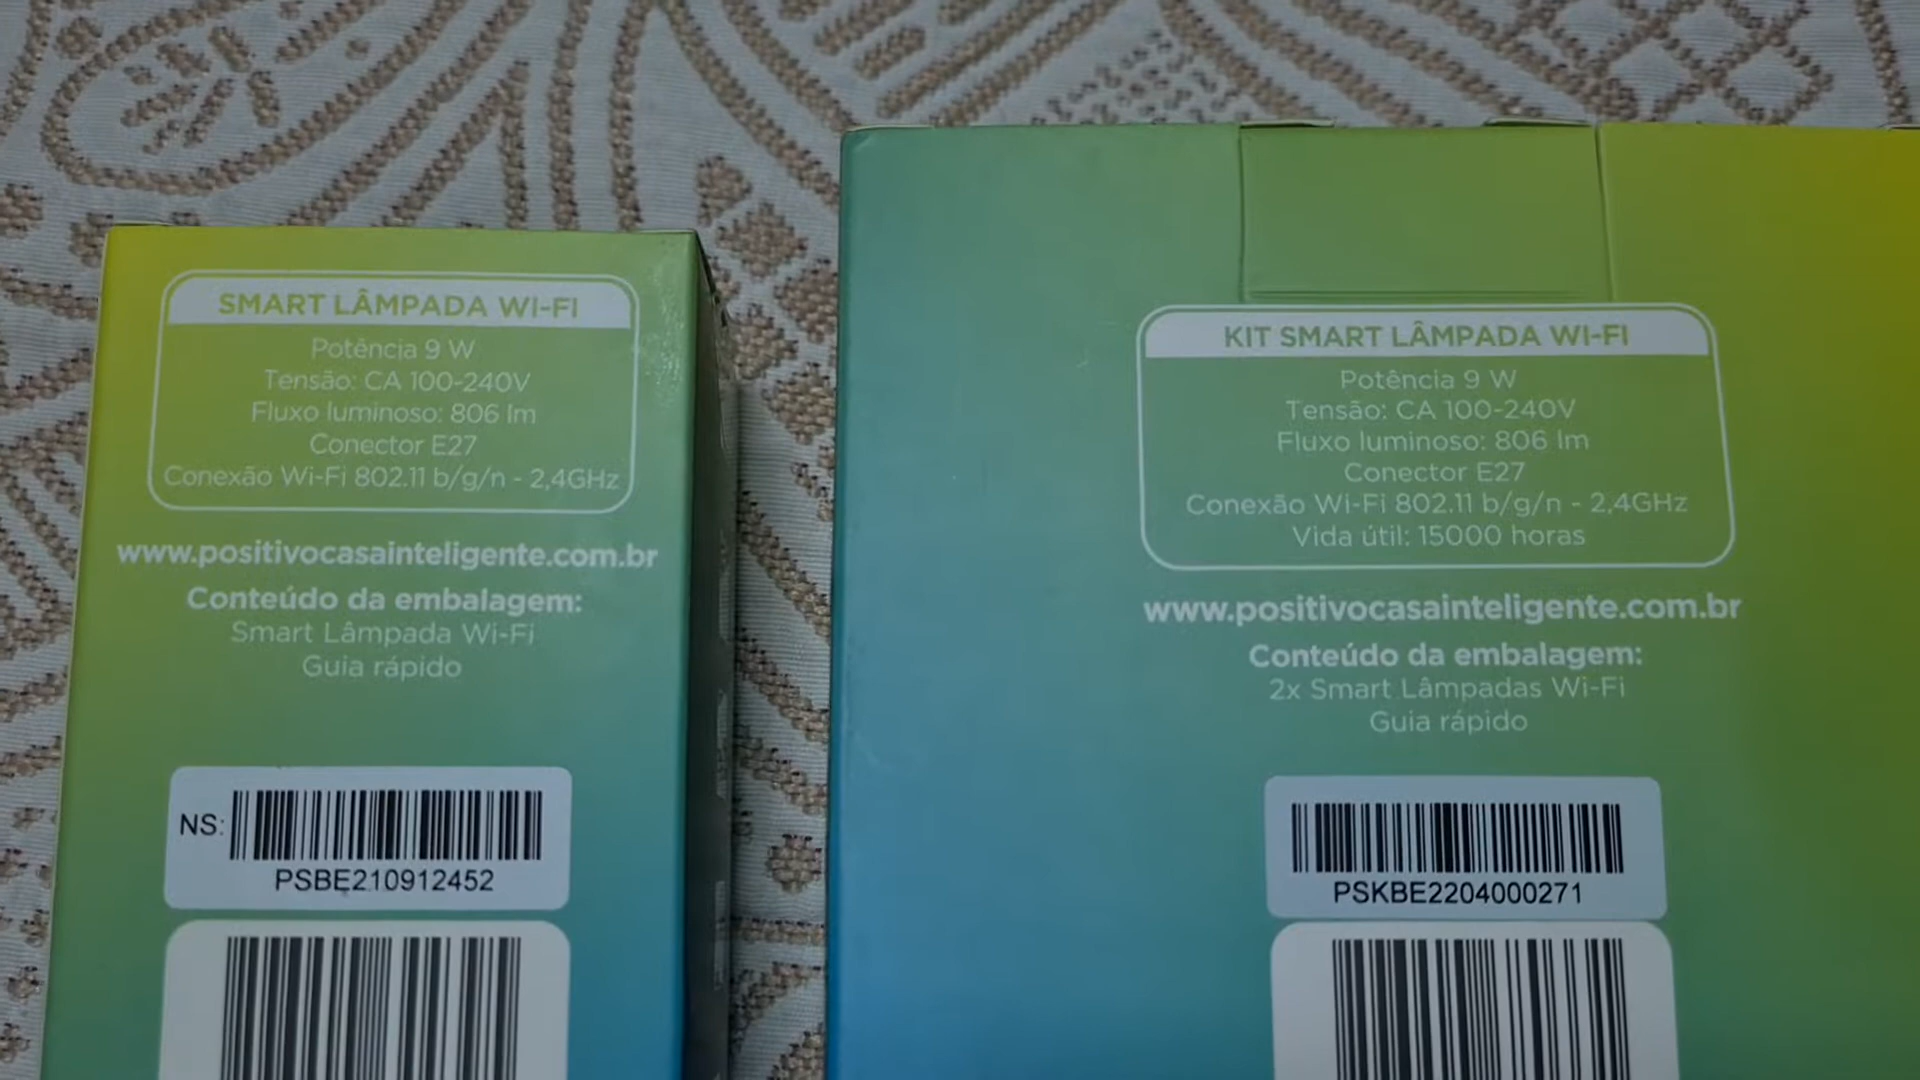 SMART LÂMPADA WI-FI
Potência 9 W
Tensão: CA 100-240V
Fluxo luminoso: 806 lm
Conector E27
Conexão Wi-Fi 802.11 b/g/n - 2,4GHz
www.positivocasainteligente.com.br
Conteúdo da embalagem:
Smart Lâmpada Wi-Fi
Guia rápido
NS:
PSBE210912452
KIT SMART LÂMPADA WI-FI
Potência 9 W
Tensão: CA 100-240V
Fluxo luminoso: 806 lm
Conector E27
Conexão Wi-Fi 802.11 b/g/n - 2,4GHz
Vida útil: 15000 horas
www.positivocasainteligente.com.br
Conteúdo da embalagem:
2x Smart Lâmpadas Wi-Fi
Guia rápido
PSKBE2204000271